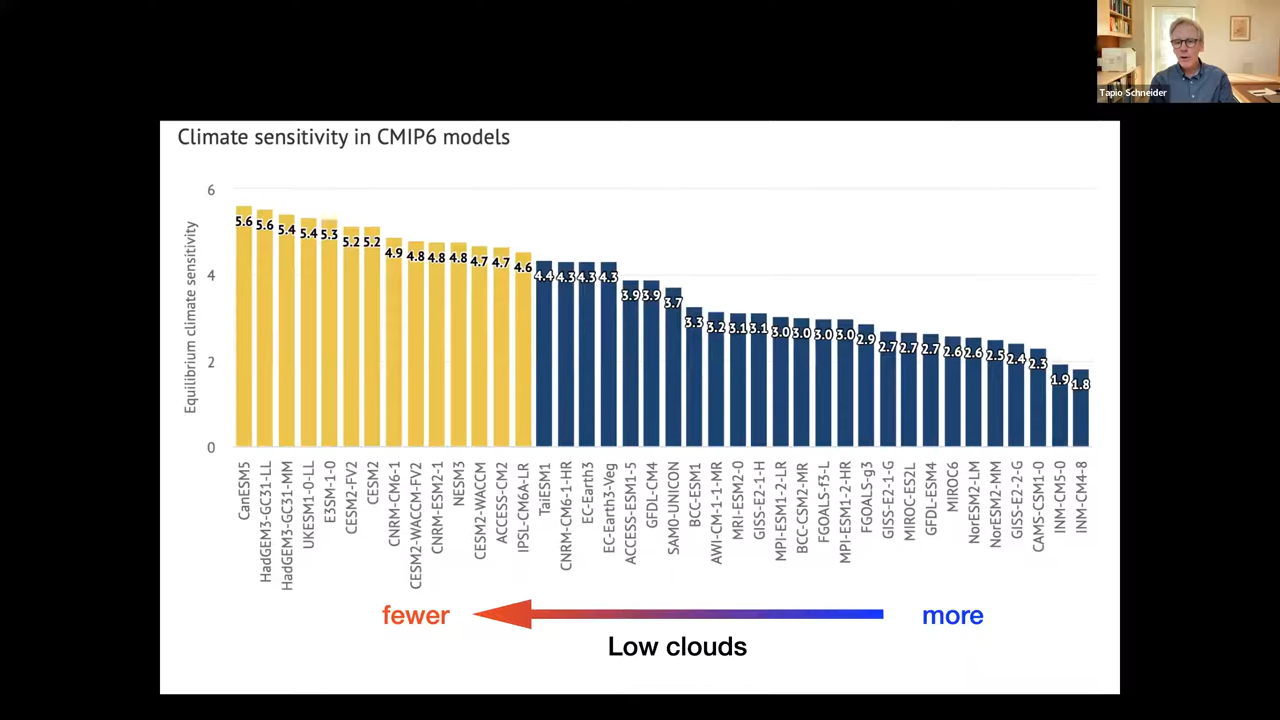 Tapio Schneider
Climate sensitivity in CMIP6 models
Equilibrium climate sensitivity
6
4
2
0
5.6
5.6
5.4
5.4
5.3
5.2
5.2
4.9
4.8
4.8
4.8
4.7
4.7
4.6
4.4
4.3
4.3
4.3
3.9
3.9
3.7
3.3
3.2
3.1
3.1
3.0
3.0
3.0
3.0
2.9
2.7
2.7
2.7
2.6
2.6
2.5
2.4
2.3
1.9
1.8
CanESM5
HadGEM3-GC31-LL
HadGEM3-GC31-MM
UKESM1-0-LL
E3SM-1-0
CESM2-FV2
CESM2
CNRM-CM6-1
CESM2-WACCM-FV2
CNRM-ESM2-1
NESM3
CESM2-WACCM
ACCESS-CM2
IPSL-CM6A-LR
TaiESM1
CNRM-CM6-1-HR
EC-Earth3
EC-Earth3-Veg
ACCESS-ESM1-5
GFDL-CM4
SAM0-UNICON
BCC-ESM1
AWI-CM-1-1-MR
MRI-ESM2-0
GISS-E2-1-H
MPI-ESM1-2-LR
BCC-CSM2-MR
FGOALS-f3-L
MPI-ESM1-2-HR
FGOALS-g3
GISS-E2-1-G
MIROC-ES2L
GFDL-ESM4
MIROC6
NorESM2-LM
NorESM2-MM
GISS-E2-2-G
CAMS-CSM1-0
INM-CM5-0
INM-CM4-8
fewer
more
Low clouds